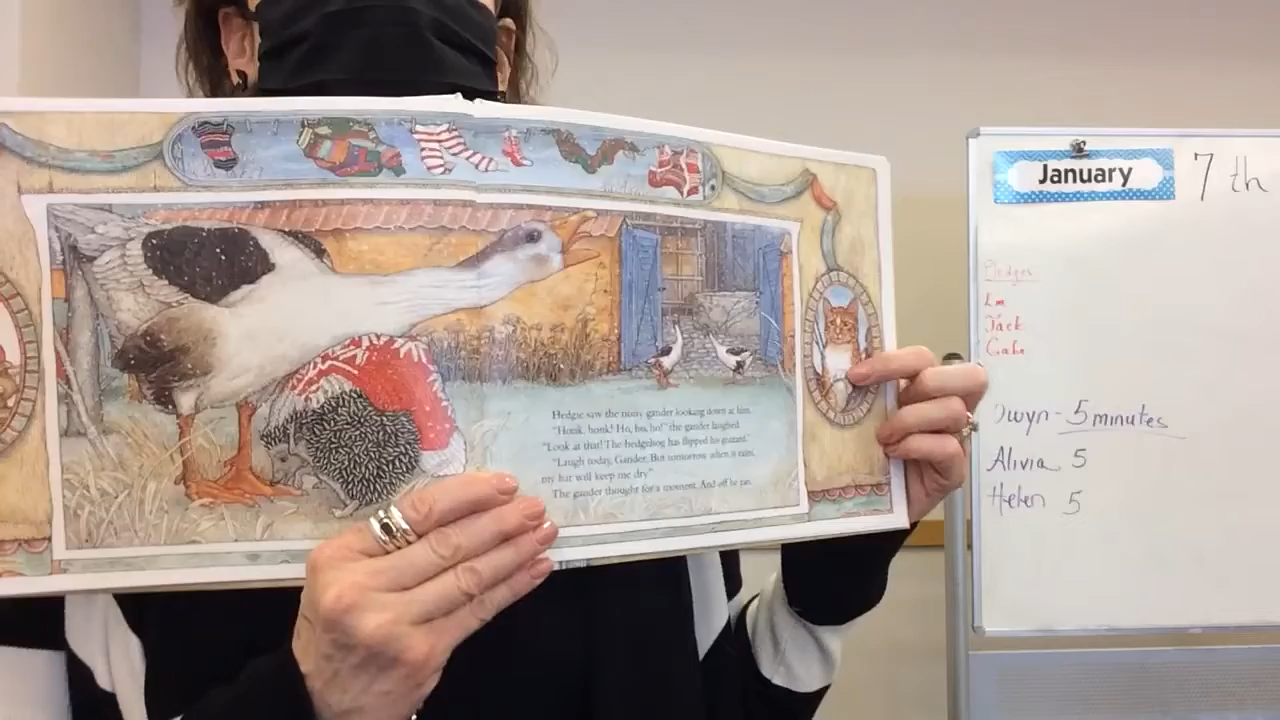 Hedgie saw the noisy gander looking down at him.
"Honk, honk! Ho, ho, ho!" the gander laughed.
"Look at that! The hedgehog has flipped his gizzard."
"Laugh today, Gander. But tomorrow when it rains,
my hat will keep me dry."
The gander thought for a moment. And off he ran.
January 7th
Pledges
Em
Jack
Gabe
Owyn - 5 minutes
Alivia 5
Helen 5